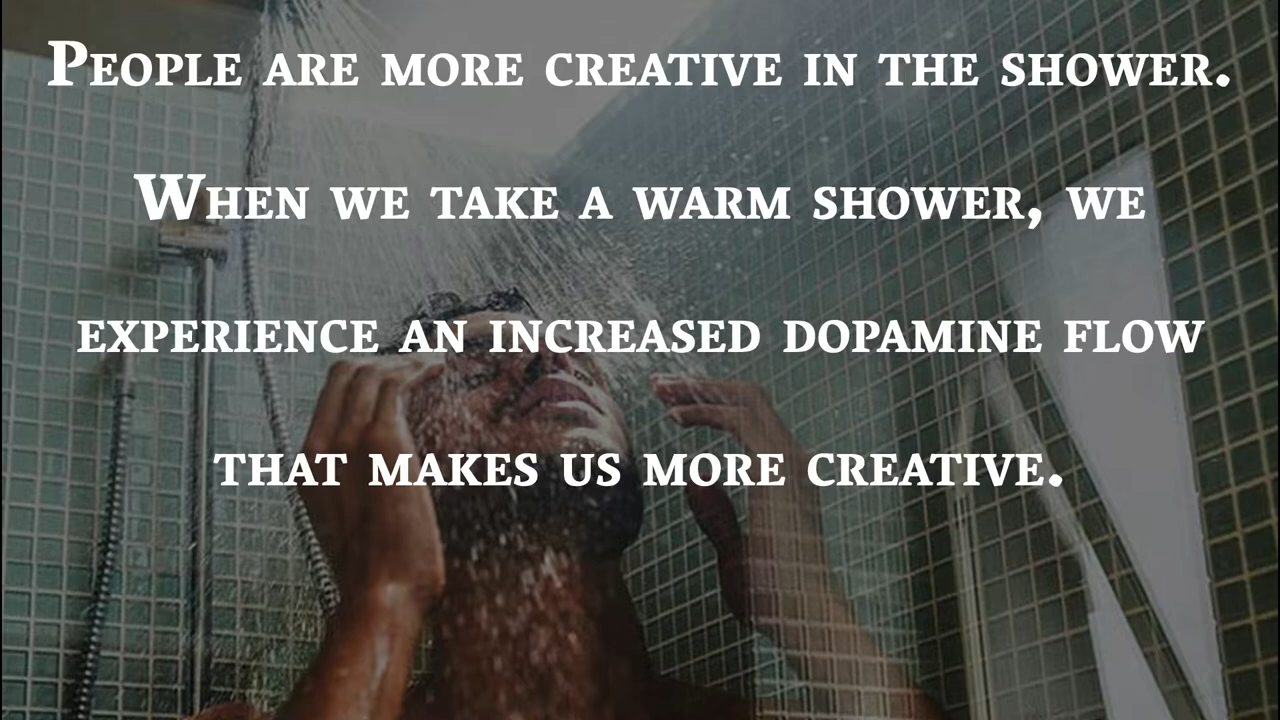 People are more creative in the shower.
When we take a warm shower, we
experience an increased dopamine flow
that makes us more creative.